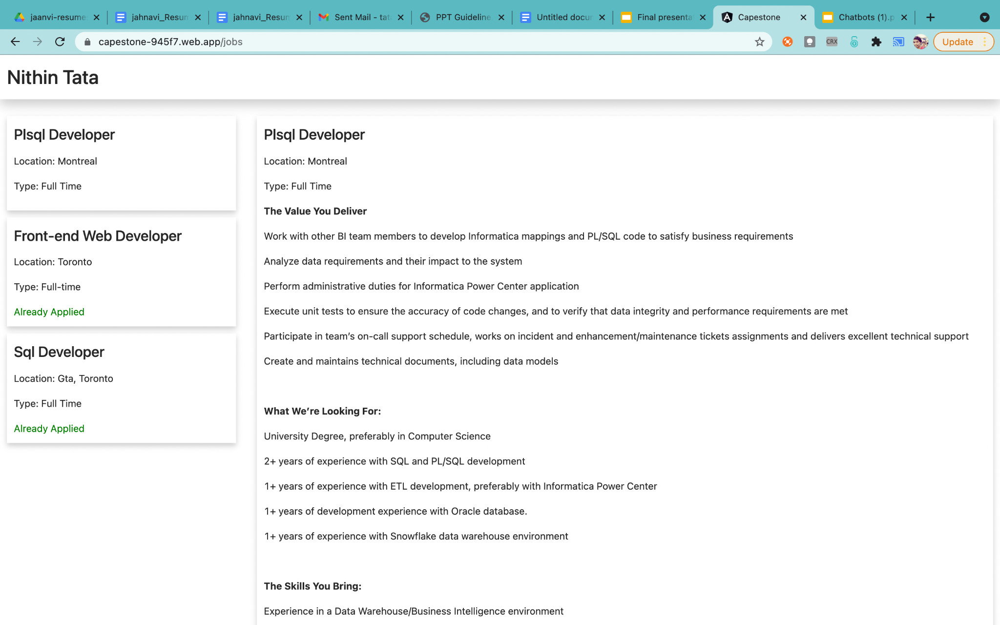 jaanvi-resume
jahnavi_Resum
jahnavi_Resum
Sent Mail - tata
PPT Guideline
Untitled docu
Final presenta
Capestone
Chatbots (1).p
capestone-945f7.web.app/jobs
CRX
Update
Nithin Tata
Plsql Developer
Location: Montreal
Type: Full Time
Front-end Web Developer
Location: Toronto
Type: Full-time
Already Applied
Sql Developer
Location: Gta, Toronto
Type: Full Time
Already Applied
Plsql Developer
Location: Montreal
Type: Full Time
The Value You Deliver
Work with other BI team members to develop Informatica mappings and PL/SQL code to satisfy business requirements
Analyze data requirements and their impact to the system
Perform administrative duties for Informatica Power Center application
Execute unit tests to ensure the accuracy of code changes, and to verify that data integrity and performance requirements are met
Participate in team’s on-call support schedule, works on incident and enhancement/maintenance tickets assignments and delivers excellent technical support
Create and maintains technical documents, including data models
What We’re Looking For:
University Degree, preferably in Computer Science
2+ years of experience with SQL and PL/SQL development
1+ years of experience with ETL development, preferably with Informatica Power Center
1+ years of development experience with Oracle database.
1+ years of experience with Snowflake data warehouse environment
The Skills You Bring:
Experience in a Data Warehouse/Business Intelligence environment